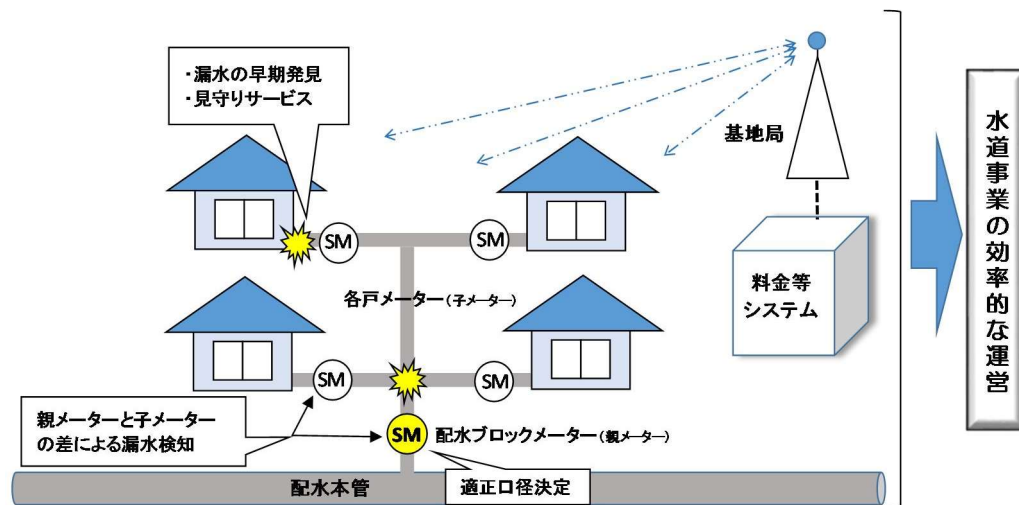 ・漏水の早期発見
・見守りサービス
基地局
SM
SM
各戸メーター(子メーター)
料金等
システム
SM
SM
親メーターと子メーター
の差による漏水検知
SM
配水ブロックメーター(親メーター)
配水本管
適正口径決定
水道事業の効率的な運営